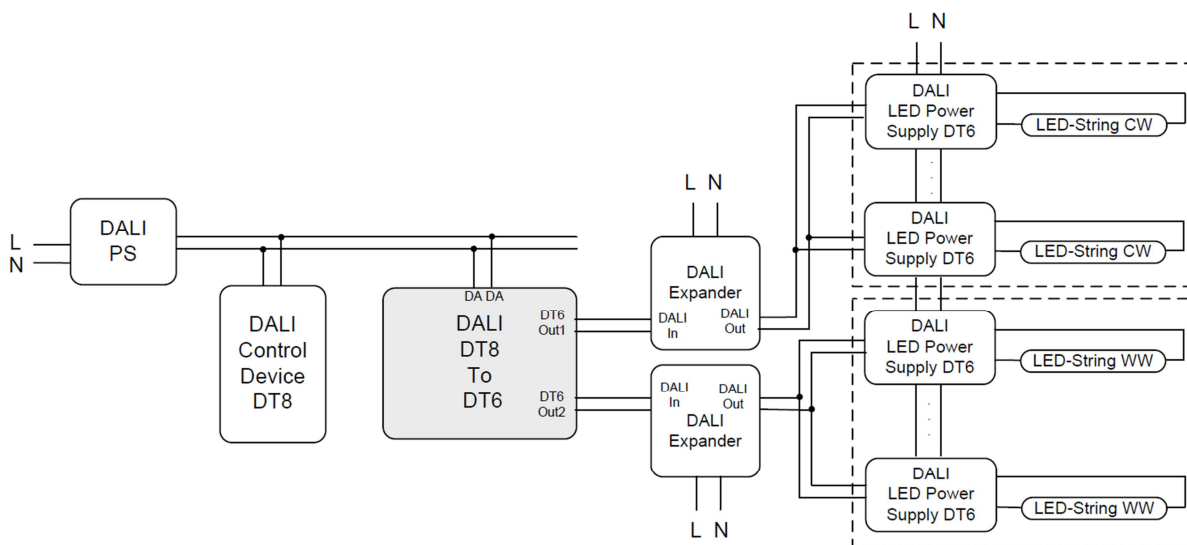 L N
DALI
LED Power
Supply DT6
LED-String CW
L N
DALI
LED Power
Supply DT6
LED-String CW
DALI
PS
L
N
DALI
Expander
DALI
In
DALI
Out
DA DA
DALI
DT8
To
DT6
DT6
Out1
DT6
Out2
DALI
Control
Device
DT8
DALI
LED Power
Supply DT6
LED-String WW
DALI
In
DALI
Out
DALI
Expander
DALI
LED Power
Supply DT6
LED-String WW
L N